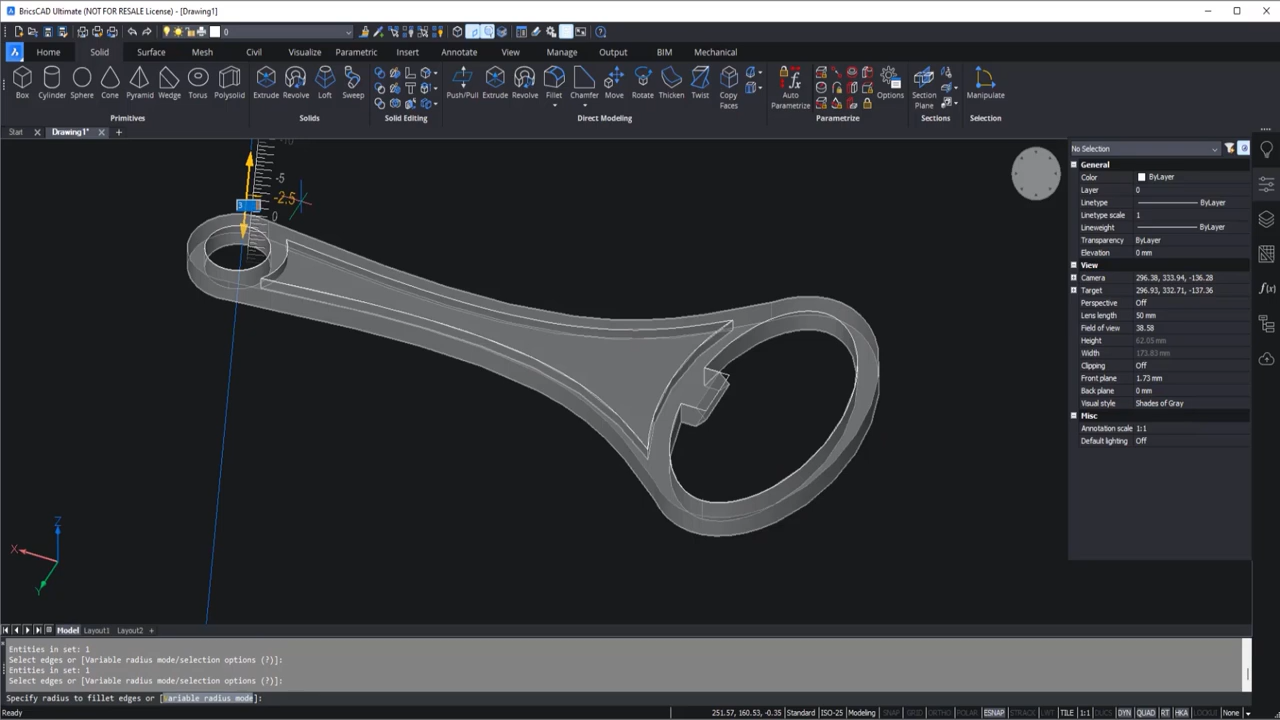 BricsCAD Ultimate (NOT FOR RESALE License) - [Drawing1]
0
Home Solid Surface Mesh Civil Visualize Parametric Insert Annotate View Manage Output BIM Mechanical
Box Cylinder Sphere Cone Pyramid Wedge Torus Polysolid Extrude Revolve Loft Sweep Push/Pull Extrude Revolve Fillet Chamfer Move Rotate Thicken Twist Copy Faces Auto Parametrize Options Section Plane Manipulate
Primitives Solids Solid Editing Direct Modeling Parametrize Sections Selection
Start Drawing1*
-10
-5
-2.5
3
0
No Selection
General
Color ByLayer
Layer 0
Linetype ByLayer
Linetype scale 1
Lineweight ByLayer
Transparency ByLayer
Elevation 0 mm
View
Camera 296.38, 333.94, -136.28
Target 296.93, 332.71, -137.36
Perspective Off
Lens length 50 mm
Field of view 38.58
Height 62.05 mm
Width 173.83 mm
Clipping Off
Front plane 1.73 mm
Back plane 0 mm
Visual style Shades of Gray
Misc
Annotation scale 1:1
Default lighting Off
f(x)
Z
X
Y
Model Layout1 Layout2
Entities in set: 1
Select edges or [Variable radius mode/selection options (?)]:
Entities in set: 1
Select edges or [Variable radius mode/selection options (?)]:
Specify radius to fillet edges or [Variable radius mode]:
Ready 251.57, 160.53, -0.35 Standard ISO-25 Modeling SNAP GRID ORTHO POLAR ESNAP STRACK LWT TILE 1:1 DUCS DYN QUAD RT HKA LOCKUI None